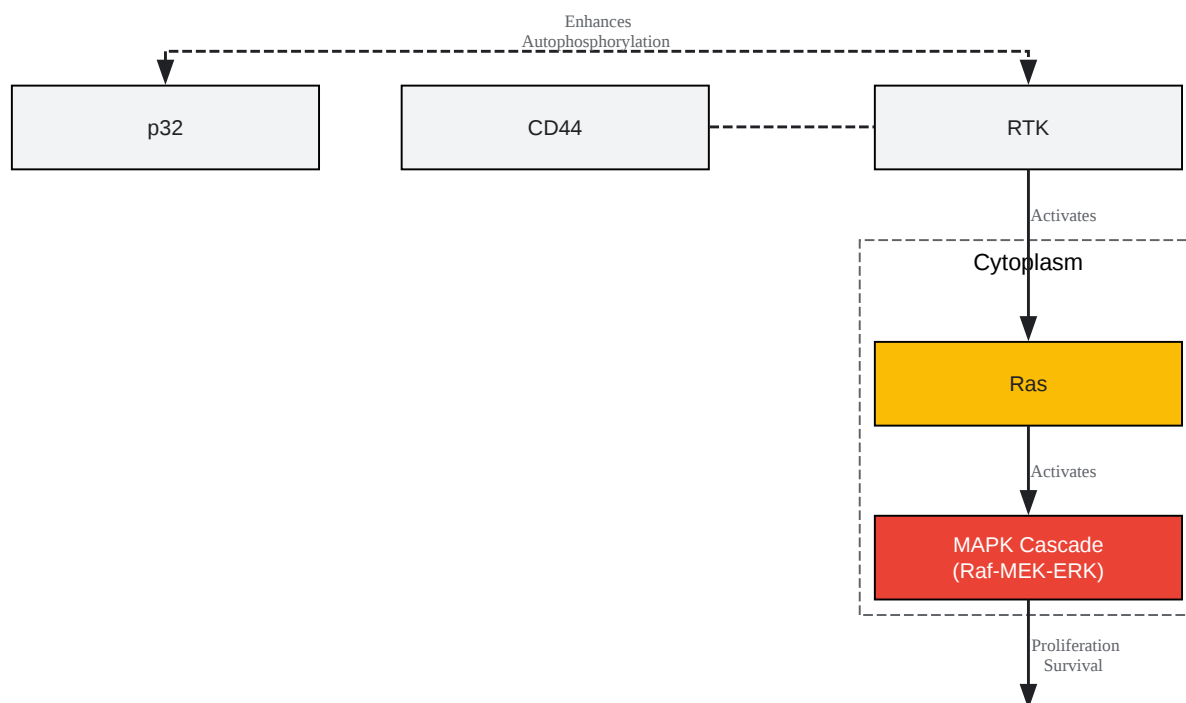 Enhances
Autophosphorylation
p32
CD44
RTK
Activates
Cytoplasm
Ras
Activates
MAPK Cascade
(Raf-MEK-ERK)
Proliferation
Survival